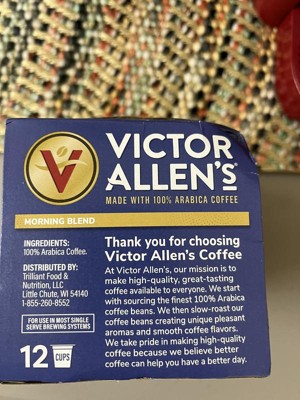 VICTOR
ALLEN'S
MADE WITH 100% ARABICA COFFEE
MORNING BLEND
INGREDIENTS:
100% Arabica Coffee.
DISTRIBUTED BY:
Trilliant Food &
Nutrition, LLC
Little Chute, WI 54140
1-855-260-8552
FOR USE IN MOST SINGLE
SERVE BREWING SYSTEMS
12 CUPS
Thank you for choosing
Victor Allen's Coffee
At Victor Allen's, our mission is to
make high-quality, great-tasting
coffee available to everyone. We start
with sourcing the finest 100% Arabica
coffee beans. We then slow-roast our
coffee beans creating unique pleasant
aromas and smooth coffee flavors.
We take pride in making high-quality
coffee because we believe better
coffee can help you have a better day.